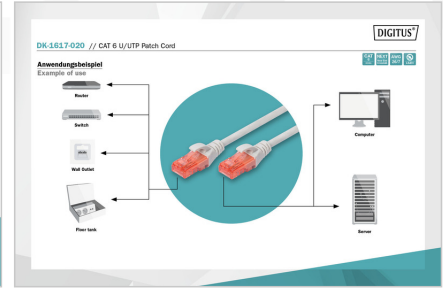 DIGITUS®
DK-1617-020 // CAT 6 U/UTP Patch Cord
Anwendungsbeispiel
Example of use
Router
Switch
Wall Outlet
Floor tank
Computer
Server